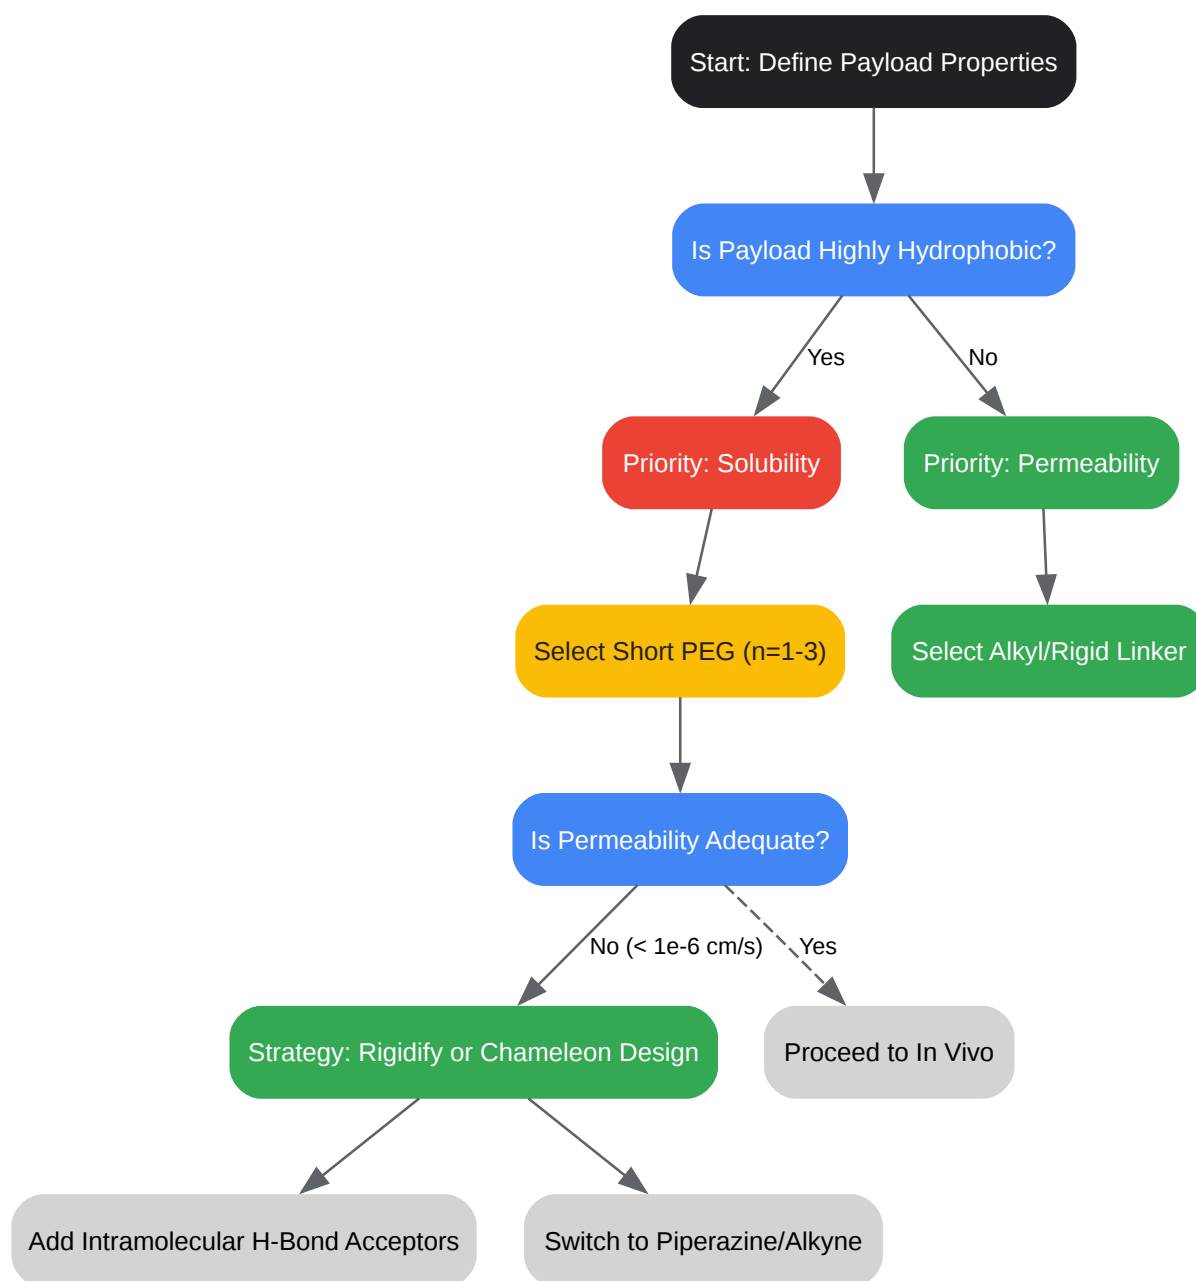 Start: Define Payload Properties
Is Payload Highly Hydrophobic?
Yes
No
Priority: Solubility
Priority: Permeability
Select Short PEG (n=1-3)
Select Alkyl/Rigid Linker
Is Permeability Adequate?
No (< 1e-6 cm/s)
Yes
Strategy: Rigidify or Chameleon Design
Proceed to In Vivo
Add Intramolecular H-Bond Acceptors
Switch to Piperazine/Alkyne